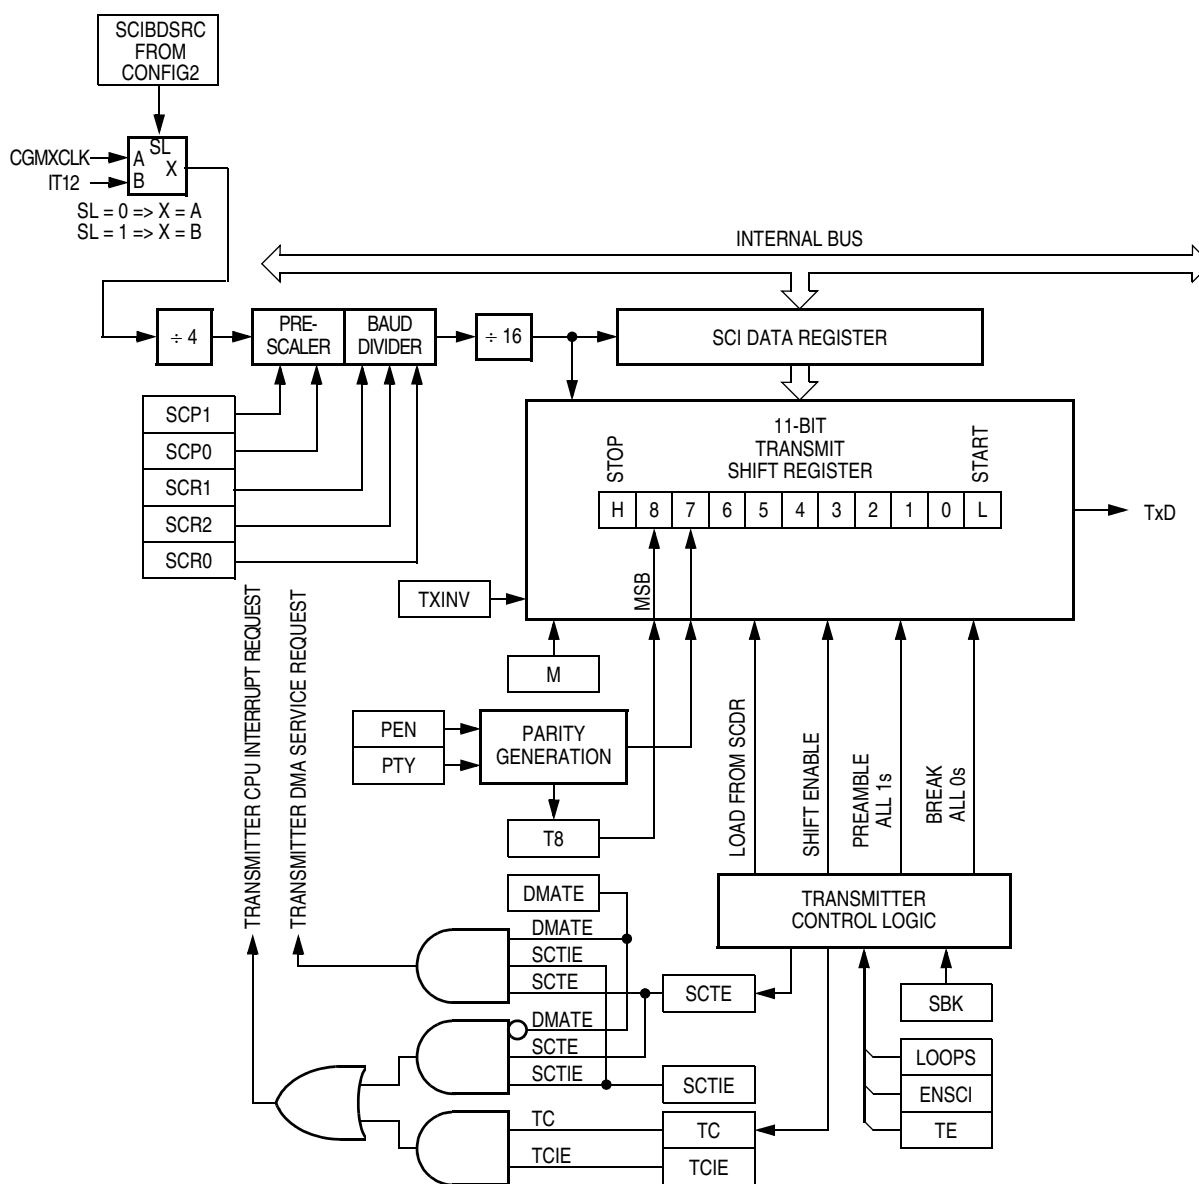 SCIBDSRC
FROM
CONFIG2
SL
CGMXCLK
A
X
IT12
B
SL = 0 => X = A
SL = 1 => X = B
INTERNAL BUS
÷ 4
PRE-
SCALER
BAUD
DIVIDER
÷ 16
SCI DATA REGISTER
SCP1
SCP0
SCR1
SCR2
SCR0
11-BIT
TRANSMIT
SHIFT REGISTER
STOP
START
H 8 7 6 5 4 3 2 1 0 L
TxD
MSB
TXINV
M
PEN
PTY
PARITY
GENERATION
T8
TRANSMITTER CPU INTERRUPT REQUEST
TRANSMITTER DMA SERVICE REQUEST
LOAD FROM SCDR
SHIFT ENABLE
PREAMBLE
ALL 1s
BREAK
ALL 0s
TRANSMITTER
CONTROL LOGIC
DMATE
DMATE
SCTIE
SCTE
SCTE
SBK
DMATE
SCTE
SCTIE
SCTIE
LOOPS
ENSCI
TE
TC
TC
TCIE
TCIE